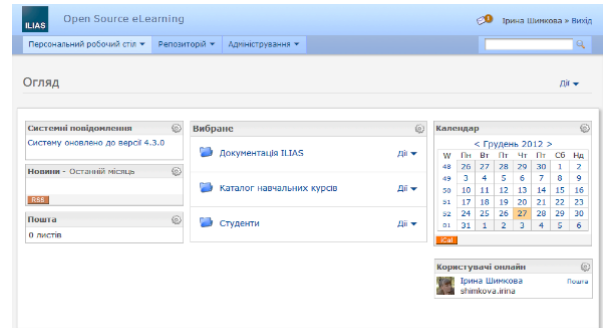 ILIAS
Open Source eLearning
Ірина Шимкова » Вихід
Персональний робочий стіл
Репозиторій
Адміністрування
Огляд
Дії
Системні повідомлення
Систему оновлено до версії 4.3.0
Новини - Останній місяць
RSS
Пошта
0 листів
Вибране
Документація ILIAS
Дії
Каталог навчальних курсів
Дії
Студенти
Дії
Календар
< Грудень 2012 >
W Пн Вт Пт Чт Пт Сб Нд
48 26 27 28 29 30 1 2
49 3 4 5 6 7 8 9
50 10 11 12 13 14 15 16
51 17 18 19 20 21 22 23
52 24 25 26 27 28 29 30
01 31 1 2 3 4 5 6
iCal
Користувачі онлайн
Ірина Шимкова
Пошта
shimkova.irina